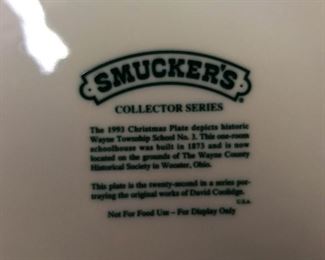 SMUCKER'S
COLLECTOR SERIES
The 1993 Christmas Plate depicts historic
Wayne Township School No. 3. This one-room
schoolhouse was built in 1873 and is now
located on the grounds of The Wayne County
Historical Society in Wooster, Ohio.
This plate is the twenty-second in a series por-
traying the original works of David Coolidge.
U.S.A.
Not For Food Use – For Display Only